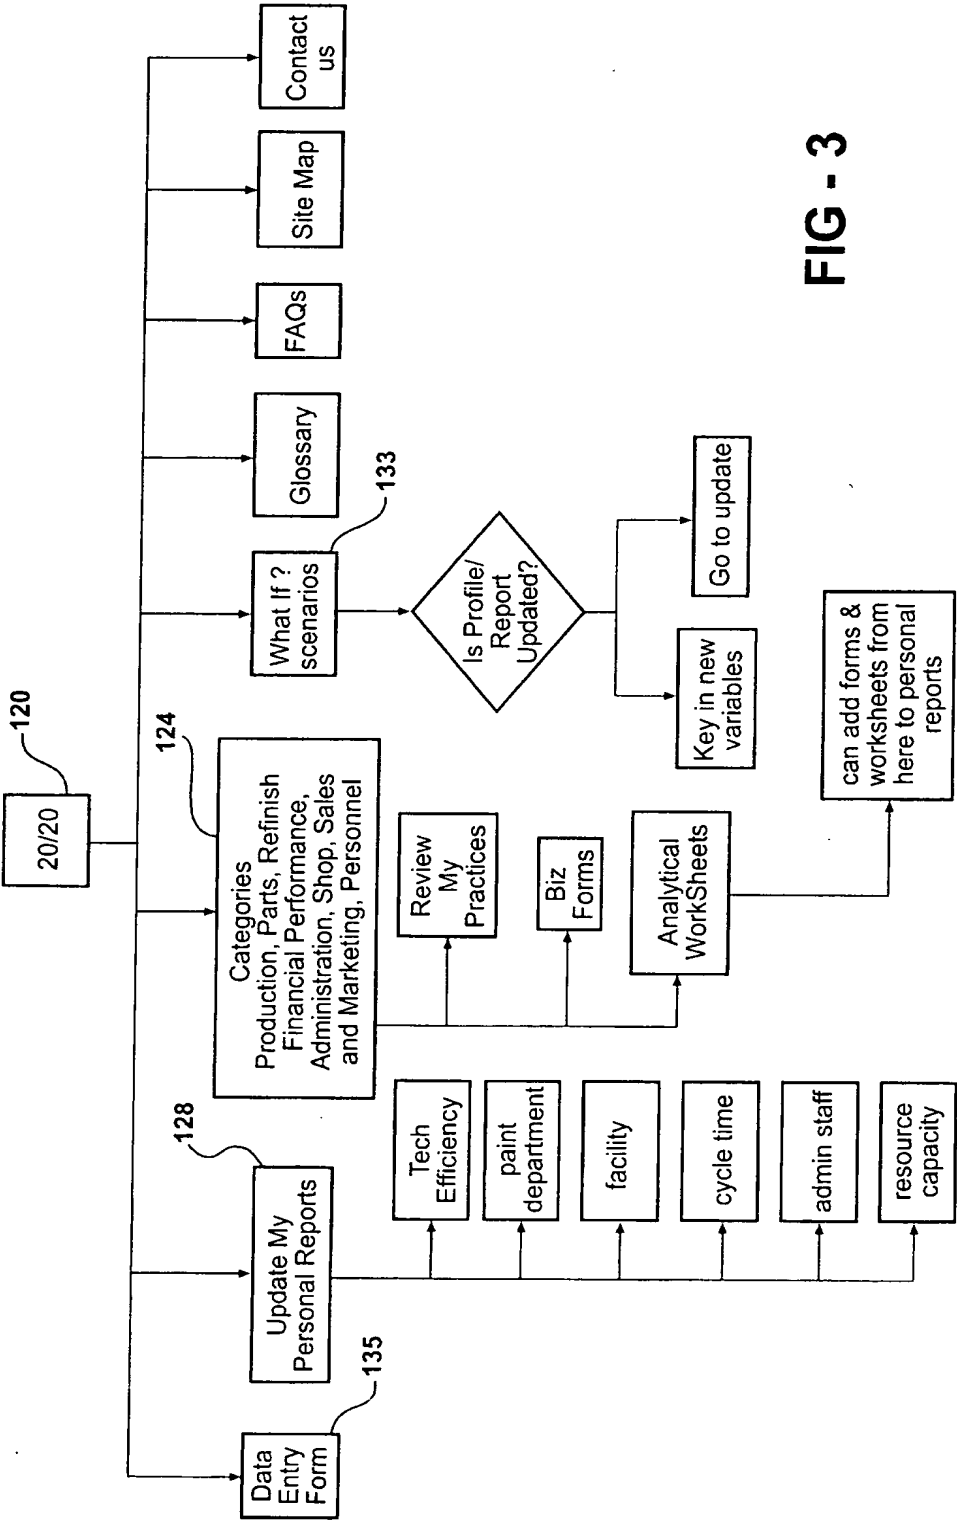 20/20
120
Data
Entry
Form
135
Update My
Personal Reports
128
Categories
Production, Parts, Refinish
Financial Performance,
Administration, Shop, Sales
and Marketing, Personnel
124
What If ?
scenarios
133
Glossary
FAQs
Site Map
Contact
us
Tech
Efficiency
paint
department
facility
cycle time
admin staff
resource
capacity
Review
My
Practices
Biz
Forms
Analytical
WorkSheets
can add forms &
worksheets from
here to personal
reports
Is Profile/
Report
Updated?
Key in new
variables
Go to update
FIG - 3